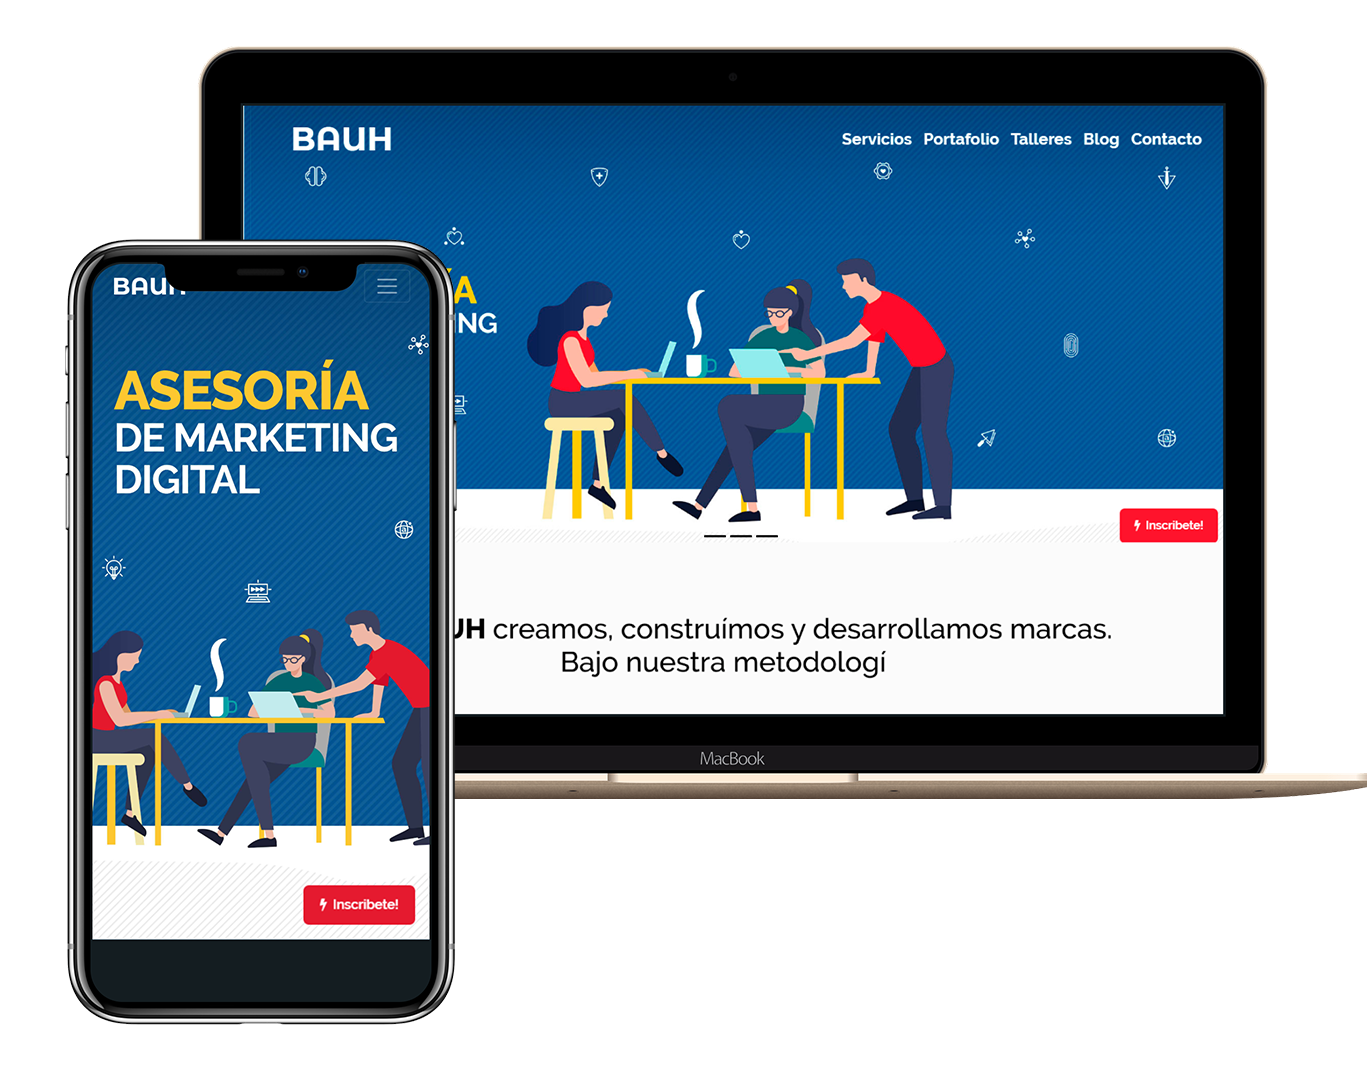 BAUH
Servicios Portafolio Talleres Blog Contacto
A
NG
Inscribete!
UH creamos, construímos y desarrollamos marcas.
Bajo nuestra metodologí
MacBook
BAUH
ASESORÍA
DE MARKETING
DIGITAL
Inscribete!